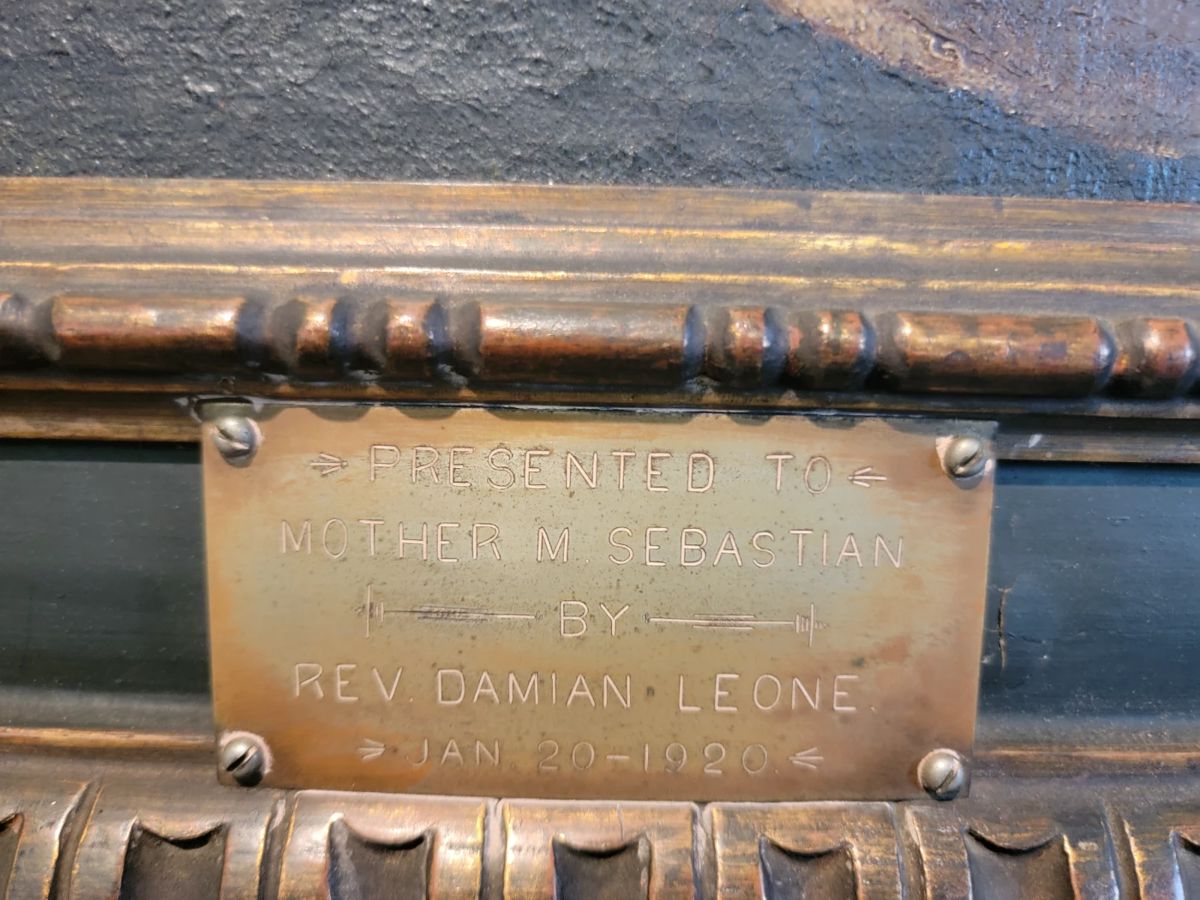 PRESENTED TO
MOTHER M. SEBASTIAN
BY
REV. DAMIAN LEONE.
JAN. 20-1920.